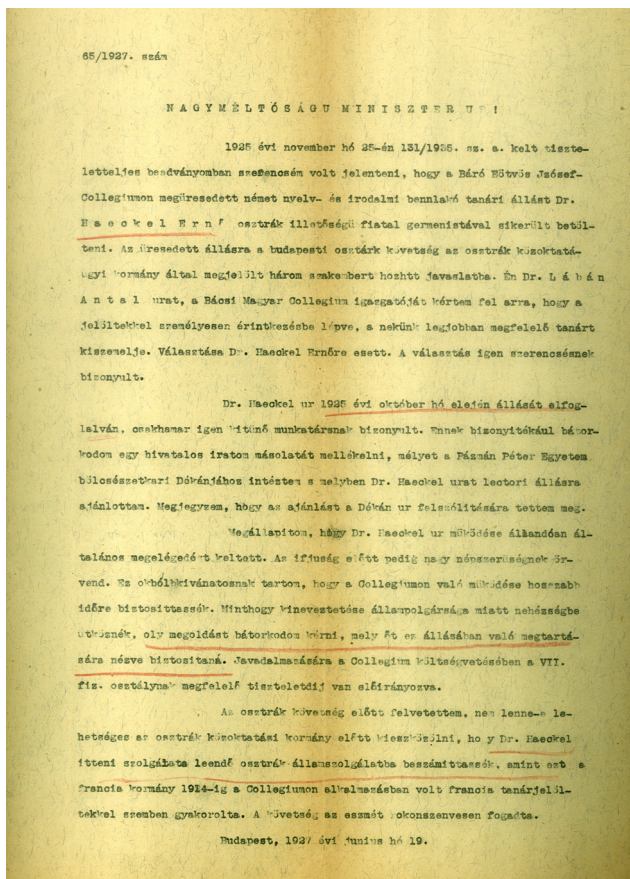 65/1927. szám
NAGYMÉLTÓSÁGU MINISZTER UR!
1925 évi november hó 25-én 131/1925. sz. a. kelt tiszte-
letteljes beadványomban szerencsém volt jelenteni, hogy a Báró Eötvös Jzósef-
Collegiumon megüresedett német nyelv- és irodalmi bennlakó tanári állást Dr.
Haeckel Ernő osztrák illetőségü fiatal germenistával sikerült betöl-
teni. Az üresedett állásra a budapesti osztárk követség az osztrák közoktatá-
ügyi kormány által megjelölt három szakembert hozhtt javaslatba. Én Dr. Lábán
Antal urat, a Bácsi Magyar Collegium igazgatóját kértem fel arra, hogy a
jelöltekkel személyesen érintkezésbe lépve, a nekünk legjobban megfelelő tanárt
kiszemelje. Választása Dr. Haeckel Ernőre esett. A választás igen szerencsésnek
bizonyult.
Dr. Haeckel ur 1925 évi október hó elején állását elfog-
lalván, csakhamar igen kitünő munkatársnak bizonyult. Ennek bizonyitékául bátor-
kodom egy hivatalos iratom másolatát mellékelni, mélyet a Pázmán Péter Egyetem
bölcsészetkari Dékánjához intéztem s melyben Dr. Haeckel urat lectori állásra
ajánlottam. Megjegyzem, hogy az ajánlást a Dékán ur felszólitására tettem meg.
Megállapitom, hagy Dr. Haeckel ur müködése állandóan ál-
talános megelégedést keltett. Az ifjuság előtt pedig nagy népszerüségnek ör-
vend. Ez okbólbkivánatosnak tartom, hogy a Collegiumon való müködése hosszabb
időre biztosittassék. Minthogy kineveztetése állampolgársága miatt nehézségbe
ütköznék, oly megoldást bátorkodom kérni, mely őt ez állásában való megtartá-
sára nézve biztositaná. Javadalmazására a Collegium költségvetésében a VII.
fiz. osztálynak megfelelő tiszteletdij van előirányozva.
Az osztrák követség előtt felvetettem, nem lenne-e le-
hetséges az osztrák közoktatási kormány előtt kieszközölni, ho y Dr. Haeckel
itteni szolgálata leendő osztrák államszolgálatba beszámittassék, amint ezt a
francia kormány 1914-ig a Collegiumon alkalmazásban volt francia tanárjelöl-
tekkel szemben gyakorolta. A követség az eszmét rokonszenvesen fogadta.
Budapest, 1927 évi junius hó 19.